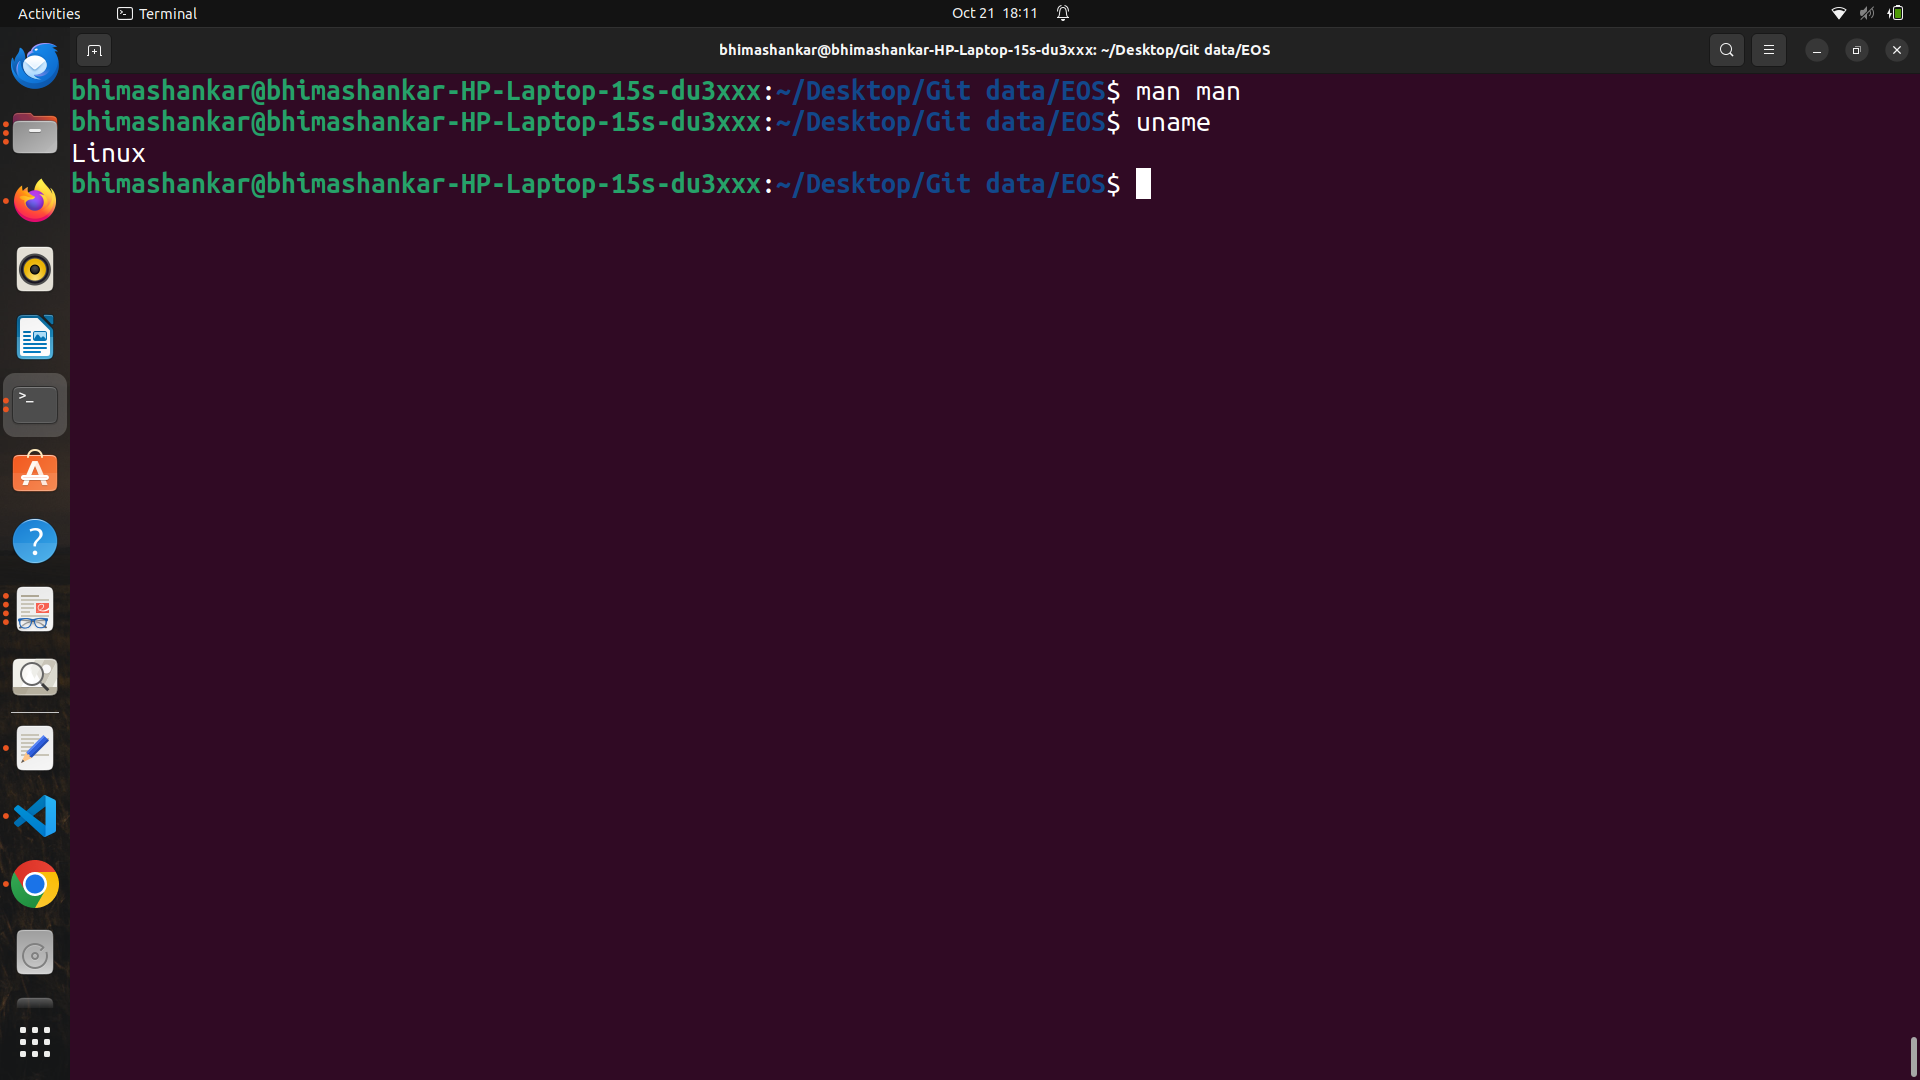 Activities
Terminal
Oct 21 18:11
bhimashankar@bhimashankar-HP-Laptop-15s-du3xxx: ~/Desktop/Git data/EOS
bhimashankar@bhimashankar-HP-Laptop-15s-du3xxx:~/Desktop/Git data/EOS$ man man
bhimashankar@bhimashankar-HP-Laptop-15s-du3xxx:~/Desktop/Git data/EOS$ uname
Linux
bhimashankar@bhimashankar-HP-Laptop-15s-du3xxx:~/Desktop/Git data/EOS$